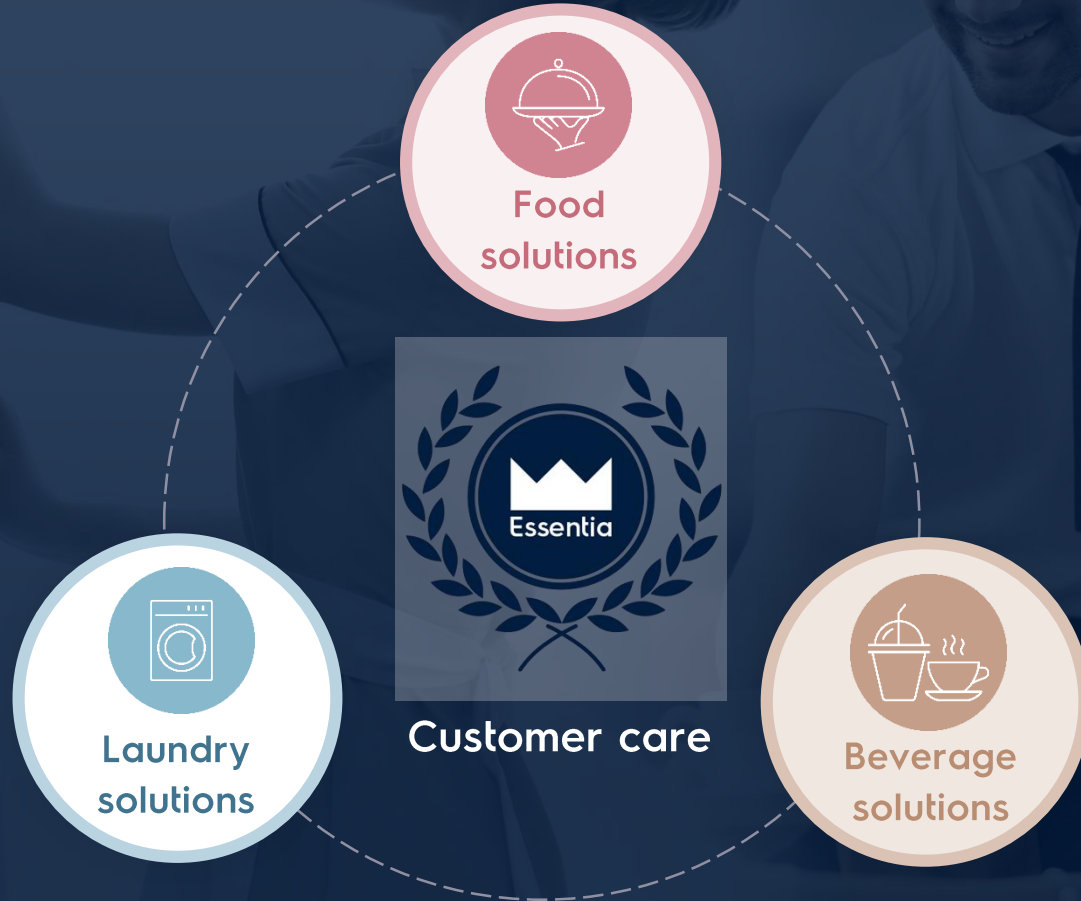 Food
solutions
Essentia
Customer care
Laundry
solutions
Beverage
solutions